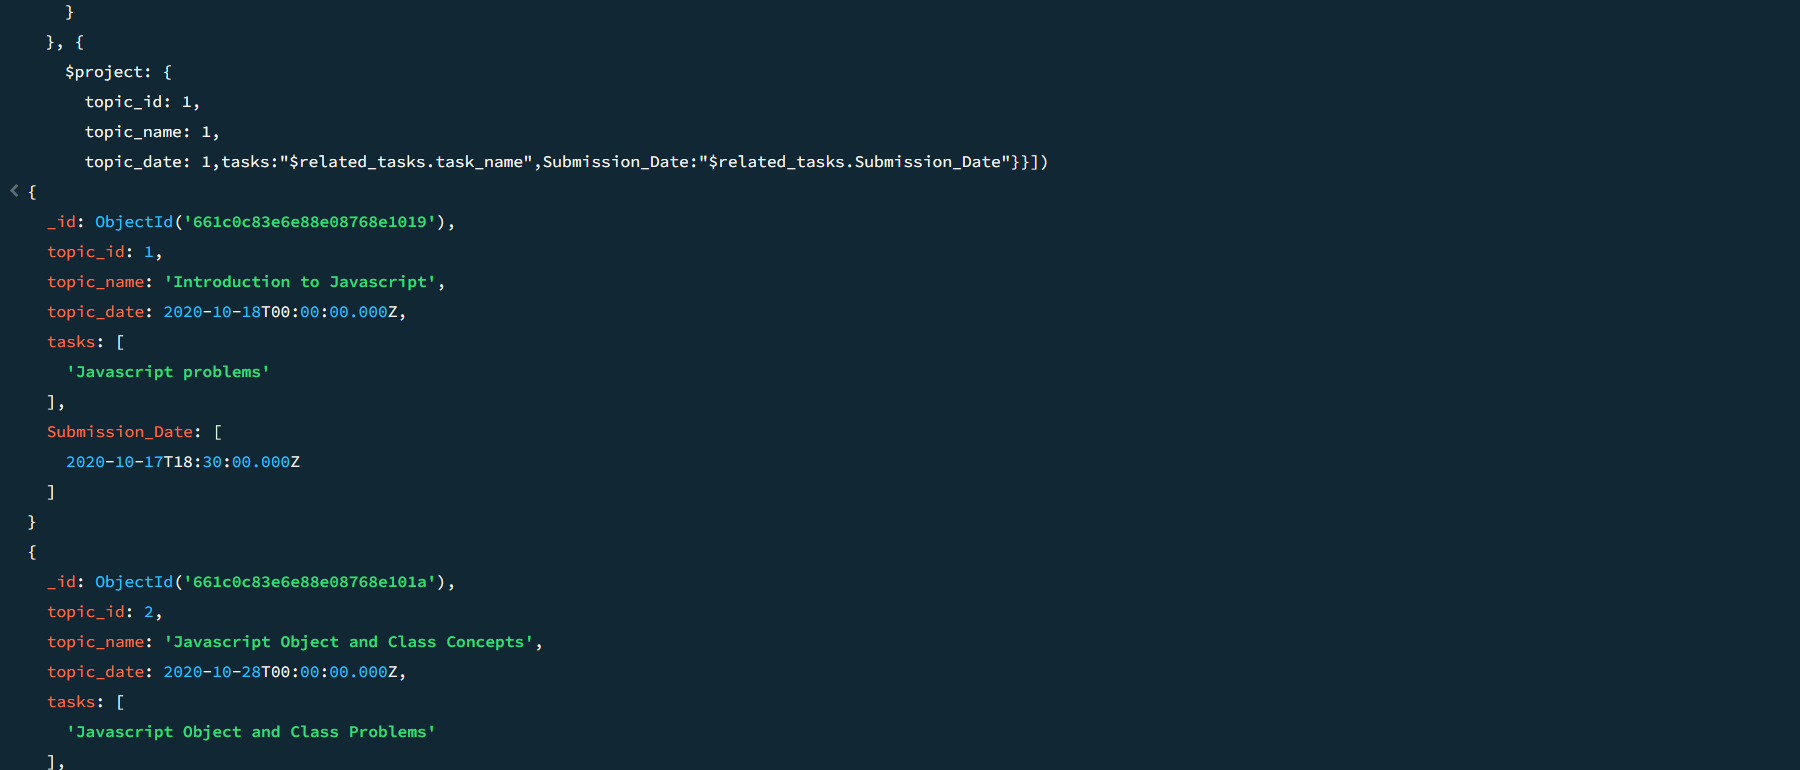 }
}, {
$project: {
topic_id: 1,
topic_name: 1,
topic_date: 1,tasks:"$related_tasks.task_name",Submission_Date:"$related_tasks.Submission_Date"}}])
{
_id: ObjectId('661c0c83e6e88e08768e1019'),
topic_id: 1,
topic_name: 'Introduction to Javascript',
topic_date: 2020-10-18T00:00:00.000Z,
tasks: [
'Javascript problems'
],
Submission_Date: [
2020-10-17T18:30:00.000Z
]
}
{
_id: ObjectId('661c0c83e6e88e08768e101a'),
topic_id: 2,
topic_name: 'Javascript Object and Class Concepts',
topic_date: 2020-10-28T00:00:00.000Z,
tasks: [
'Javascript Object and Class Problems'
],